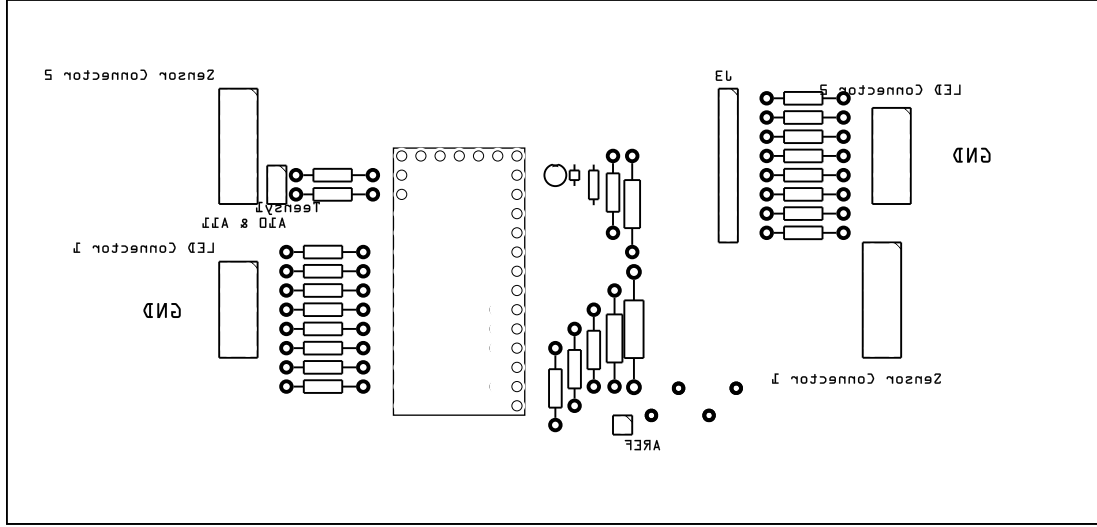 Sensor Connector 2
J3
LED Connector 2
GND
Teensy1
A10 & A11
LED Connector 1
GND
Sensor Connector 1
AREF